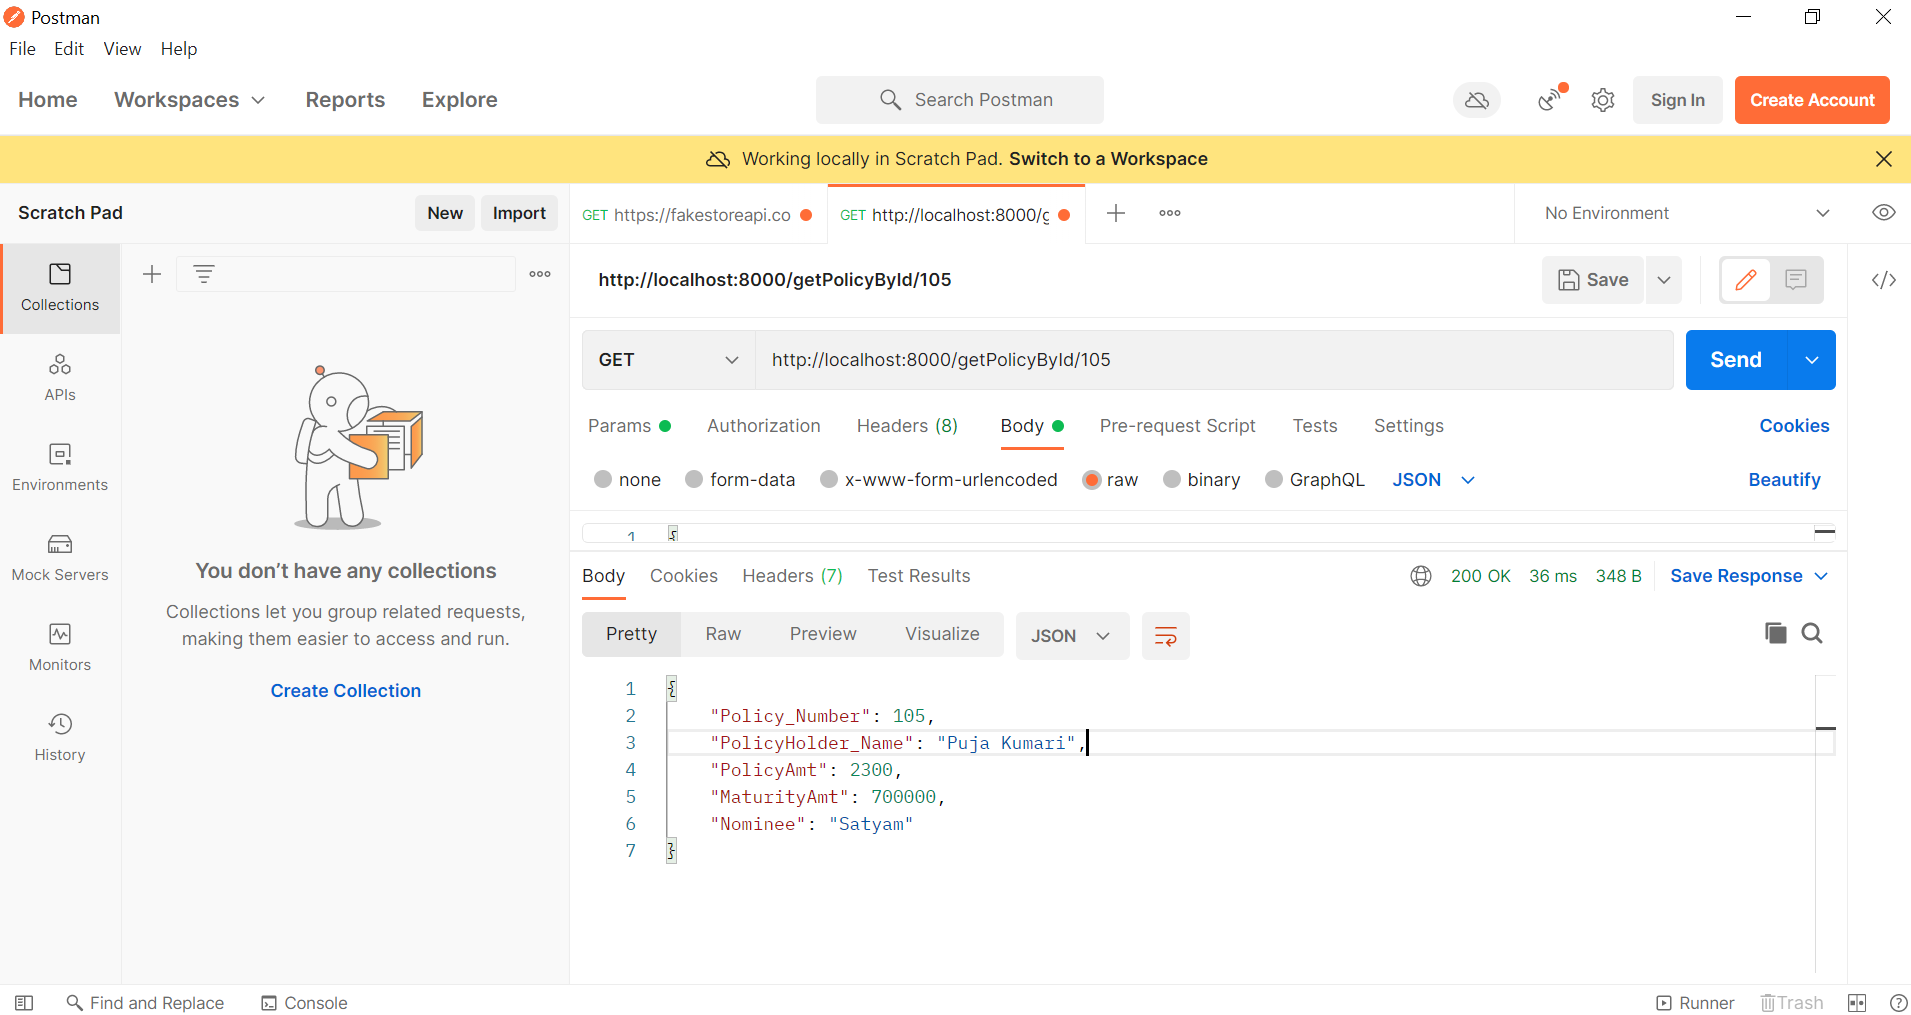 Postman
File Edit View Help
Home Workspaces Reports Explore Search Postman Sign In Create Account
Working locally in Scratch Pad. Switch to a Workspace
Scratch Pad New Import
GET https://fakestoreapi.co GET http://localhost:8000/g No Environment
Collections
APIs
Environments
Mock Servers
Monitors
History
You don’t have any collections
Collections let you group related requests,
making them easier to access and run.
Create Collection
http://localhost:8000/getPolicyById/105 Save
GET http://localhost:8000/getPolicyById/105 Send
Params Authorization Headers (8) Body Pre-request Script Tests Settings Cookies
none form-data x-www-form-urlencoded raw binary GraphQL JSON Beautify
1 {
Body Cookies Headers (7) Test Results 200 OK 36 ms 348 B Save Response
Pretty Raw Preview Visualize JSON
1 {
2 "Policy_Number": 105,
3 "PolicyHolder_Name": "Puja Kumari",
4 "PolicyAmt": 2300,
5 "MaturityAmt": 700000,
6 "Nominee": "Satyam"
7 }
Find and Replace Console Runner Trash